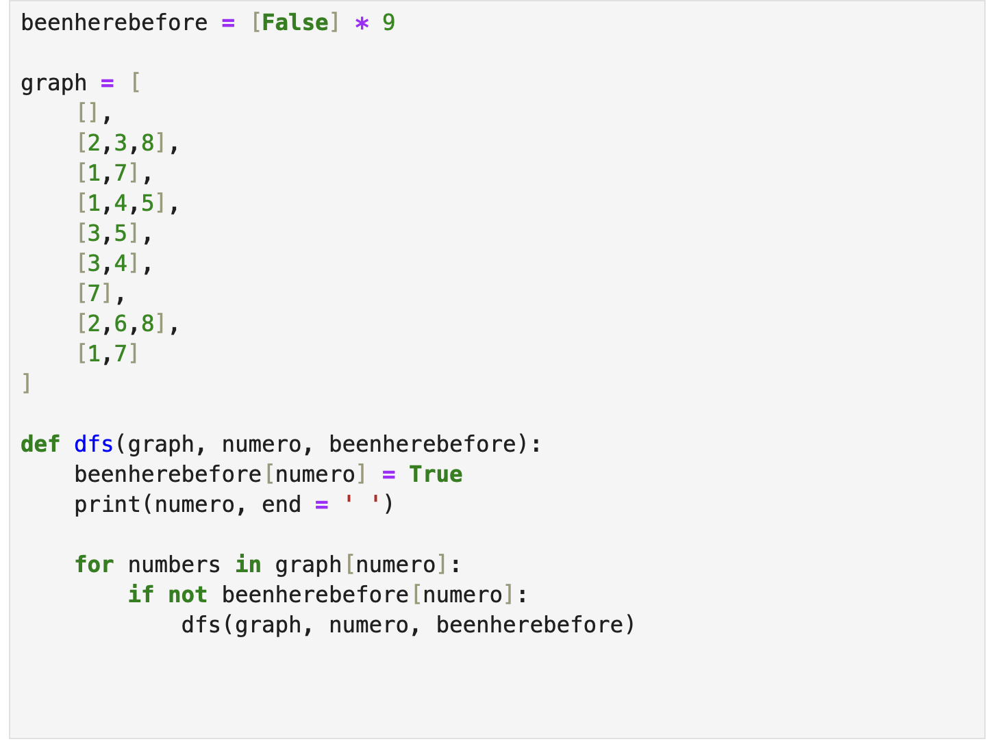 beenherebefore = [False] * 9
graph = [
    [],
    [2,3,8],
    [1,7],
    [1,4,5],
    [3,5],
    [3,4],
    [7],
    [2,6,8],
    [1,7]
]
def dfs(graph, numero, beenherebefore):
    beenherebefore[numero] = True
    print(numero, end = ' ')
    for numbers in graph[numero]:
        if not beenherebefore[numero]:
            dfs(graph, numero, beenherebefore)